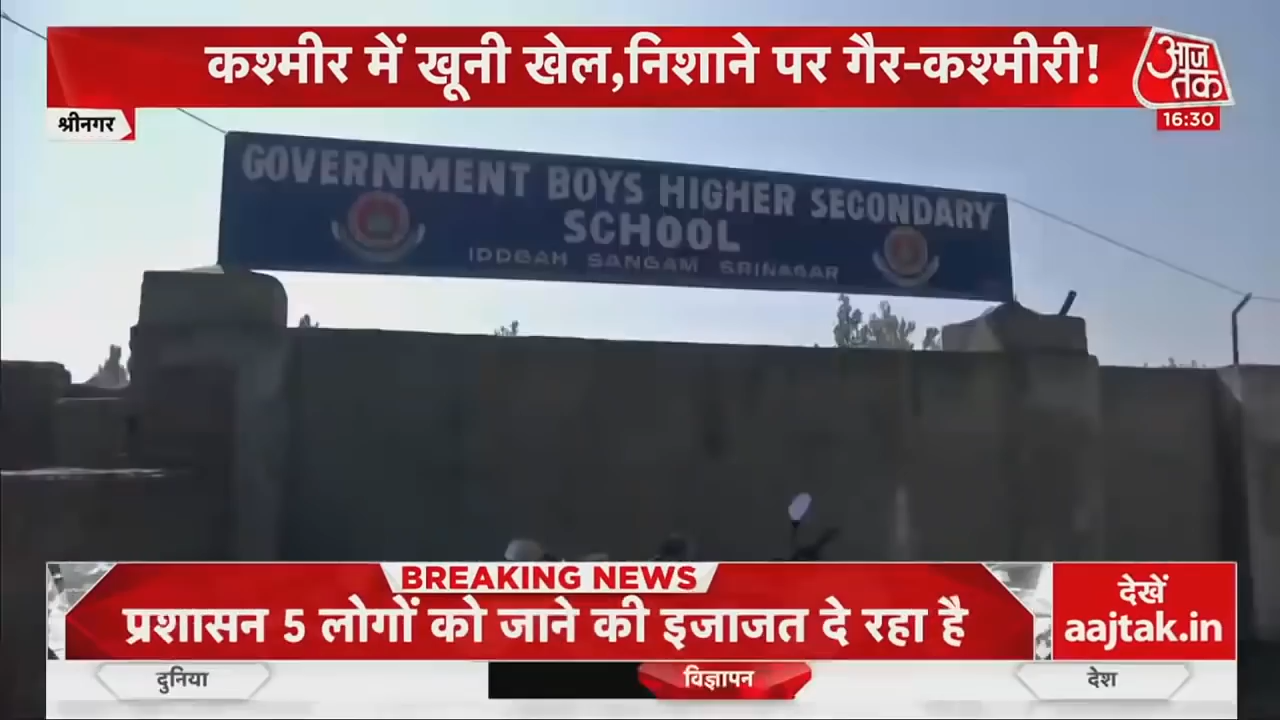 कश्मीर में खूनी खेल,निशाने पर गैर-कश्मीरी!
आज तक
श्रीनगर
16:30
GOVERNMENT BOYS HIGHER SECONDARY
SCHOOL
IDDGAH SANGAM SRINAGAR
BREAKING NEWS
प्रशासन 5 लोगों को जाने की इजाजत दे रहा है
देखें
aajtak.in
दुनिया
विज्ञापन
देश